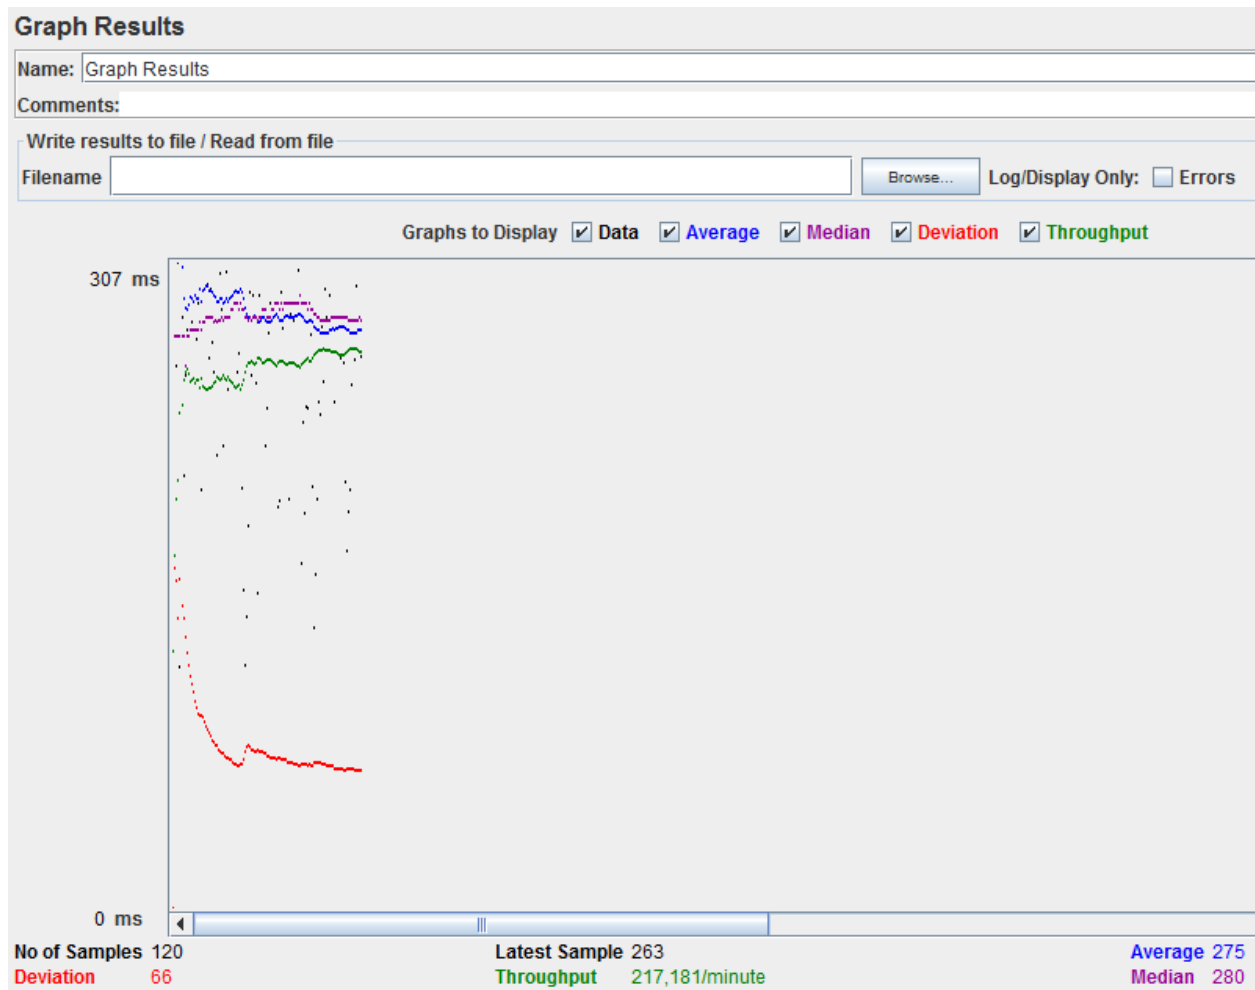 Graph Results
Name: Graph Results
Comments:
Write results to file / Read from file
Filename Browse... Log/Display Only: Errors
Graphs to Display Data Average Median Deviation Throughput
307 ms
0 ms
No of Samples 120 Latest Sample 263 Average 275
Deviation 66 Throughput 217,181/minute Median 280